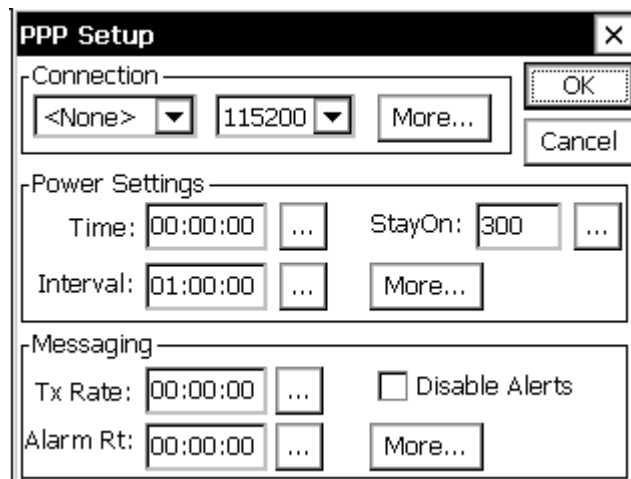 PPP Setup
Connection
OK
<None> 115200 More...
Cancel
Power Settings
Time: 00:00:00 ... StayOn: 300 ...
Interval: 01:00:00 ... More...
Messaging
Tx Rate: 00:00:00 ... Disable Alerts
Alarm Rt: 00:00:00 ... More...